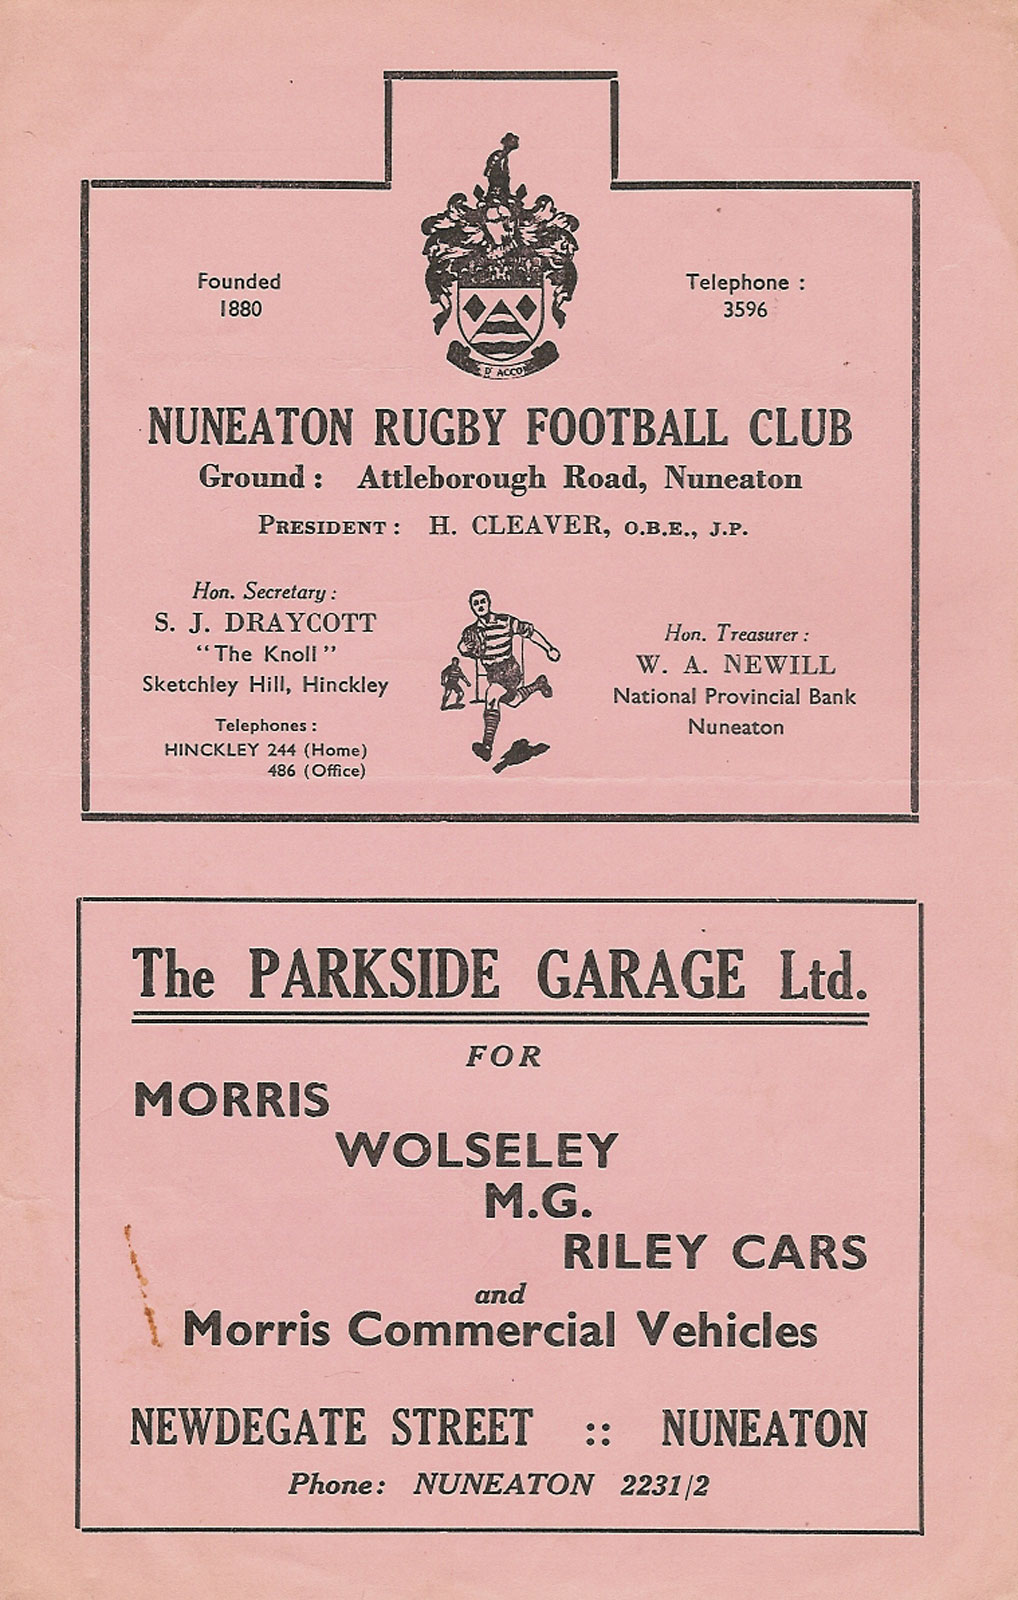 Founded
1880
Telephone :
3596
D' ACCO
NUNEATON RUGBY FOOTBALL CLUB
Ground : Attleborough Road, Nuneaton
PRESIDENT : H. CLEAVER, O.B.E., J.P.
Hon. Secretary :
S. J. DRAYCOTT
"The Knoll"
Sketchley Hill, Hinckley
Telephones :
HINCKLEY 244 (Home)
486 (Office)
Hon. Treasurer :
W. A. NEWILL
National Provincial Bank
Nuneaton
The PARKSIDE GARAGE Ltd.
FOR
MORRIS
WOLSELEY
M.G.
RILEY CARS
and
Morris Commercial Vehicles
NEWDEGATE STREET :: NUNEATON
Phone: NUNEATON 2231/2